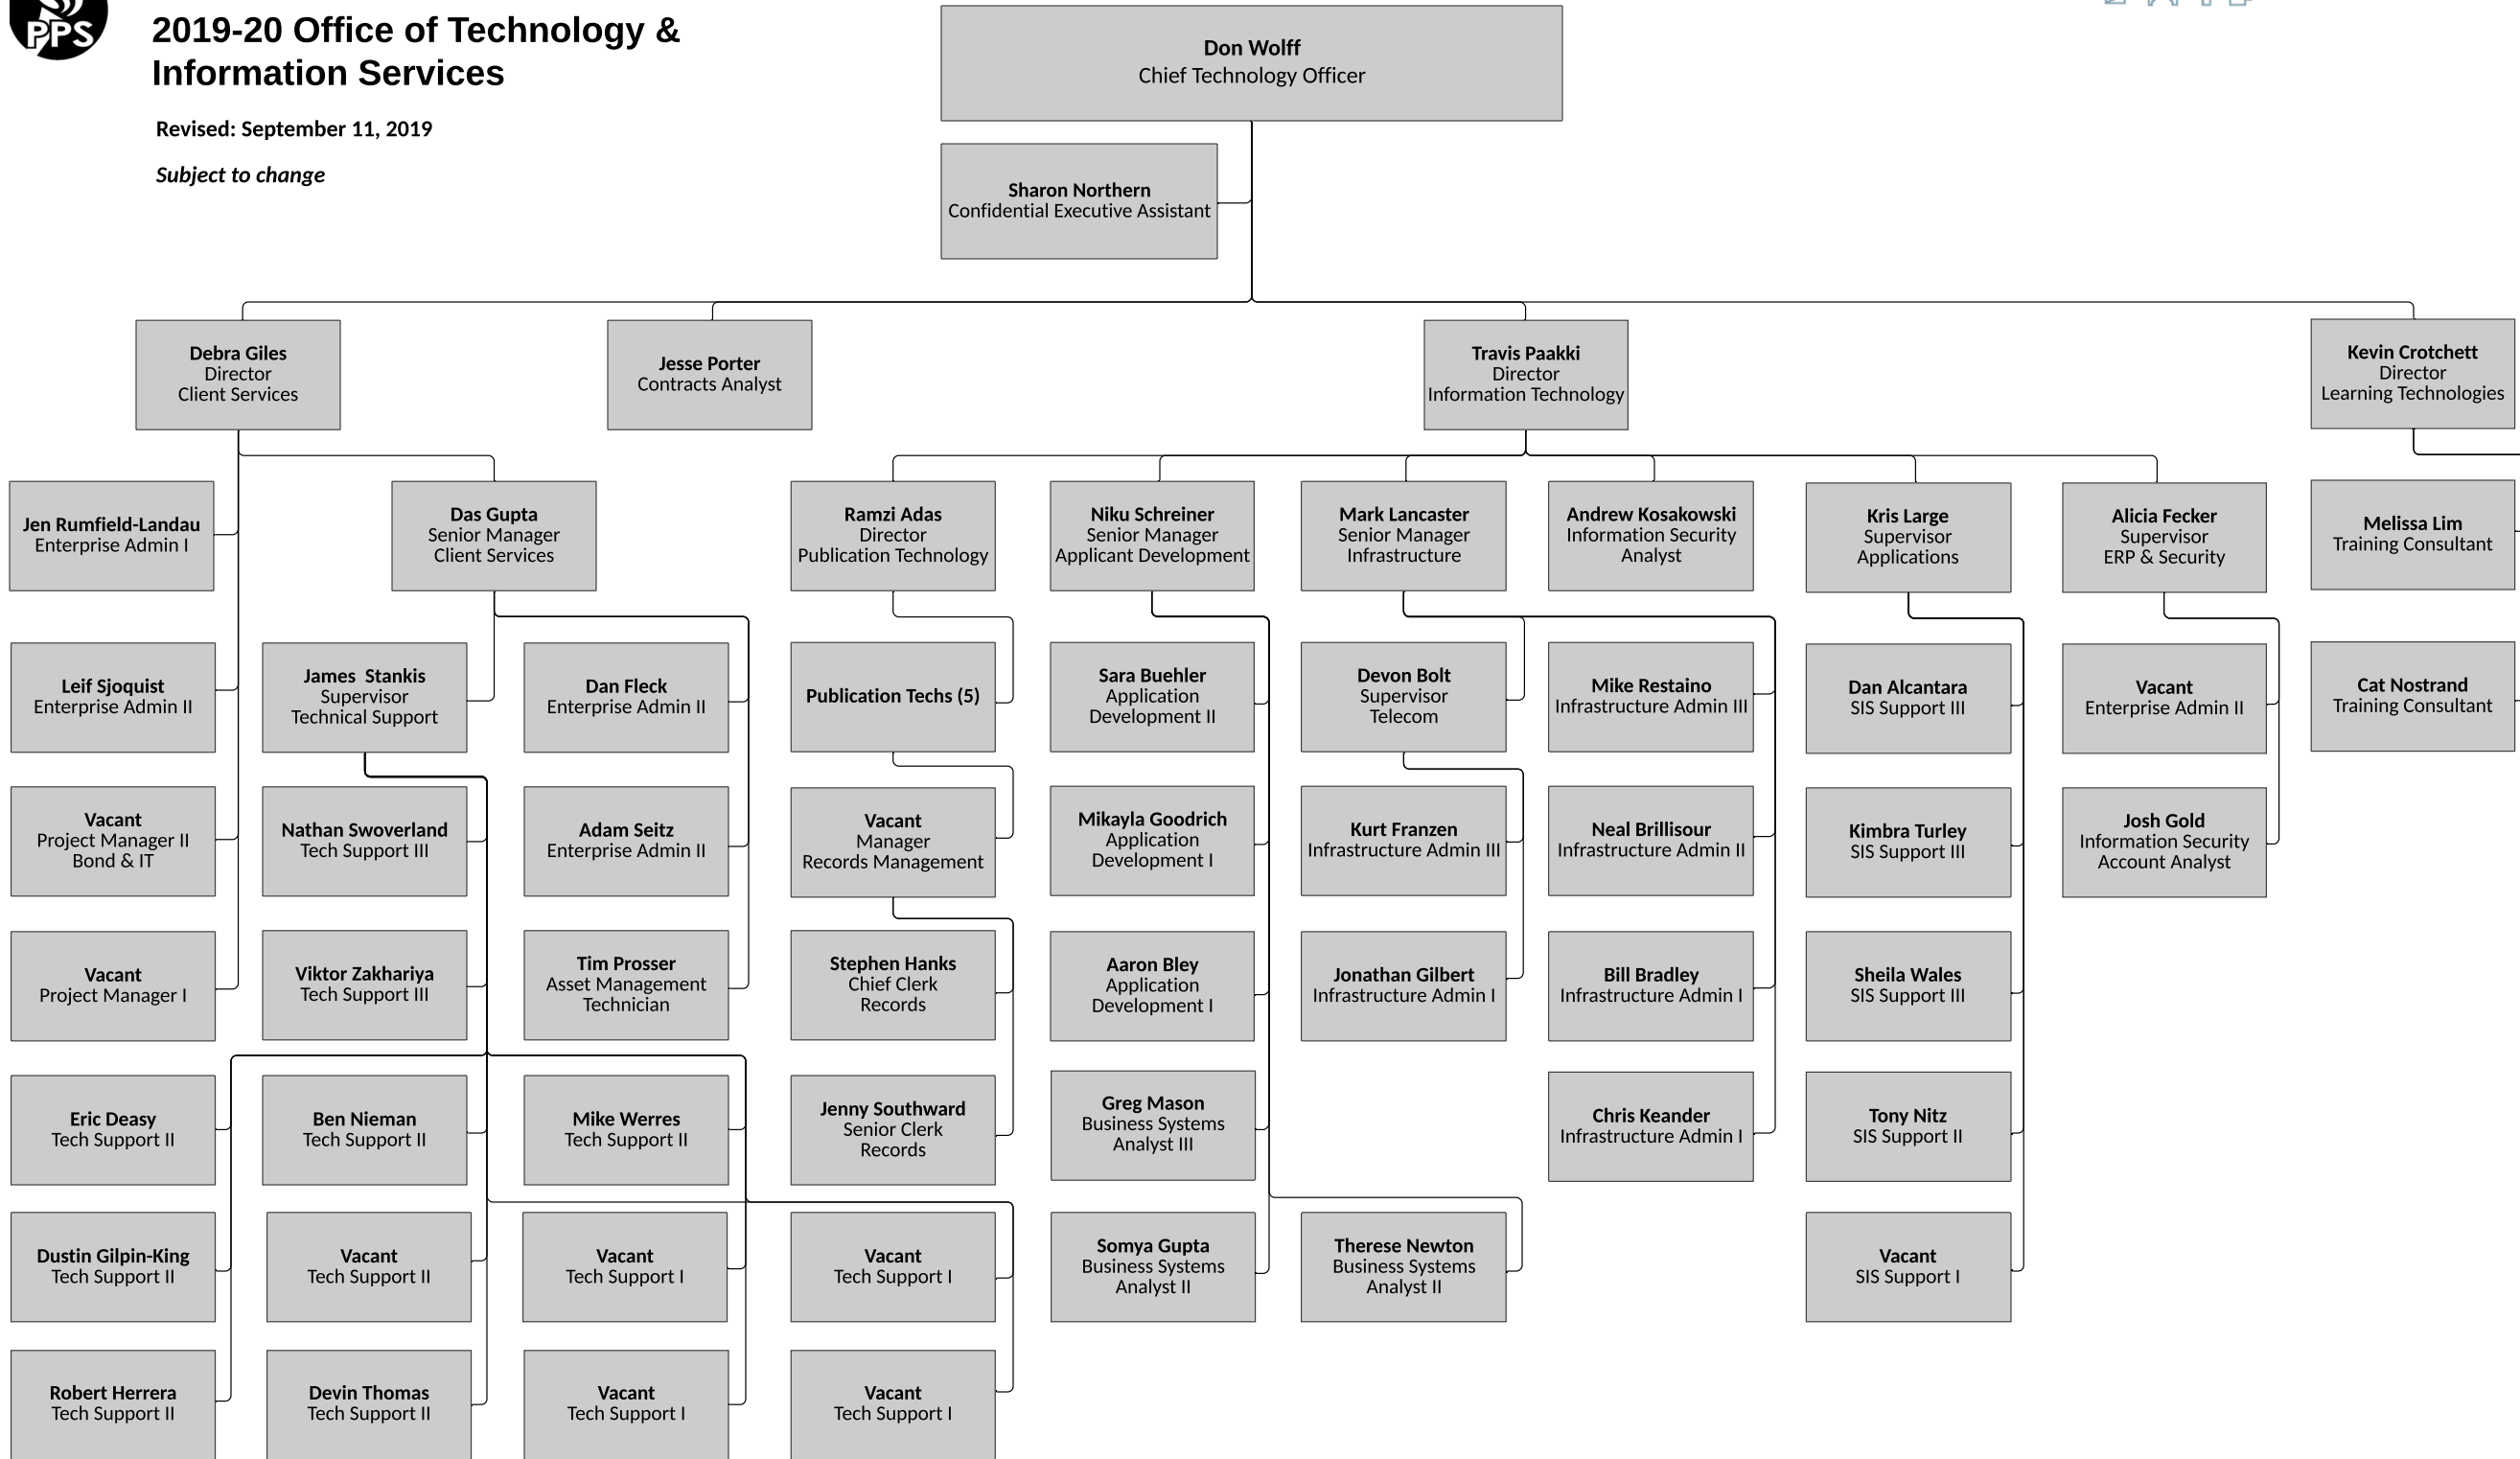 PPS
2019-20 Office of Technology &
Information Services
Revised: September 11, 2019
Subject to change
Don Wolff
Chief Technology Officer
Sharon Northern
Confidential Executive Assistant
Debra Giles
Director
Client Services
Jesse Porter
Contracts Analyst
Travis Paakki
Director
Information Technology
Kevin Crotchett
Director
Learning Technologies
Jen Rumfield-Landau
Enterprise Admin I
Das Gupta
Senior Manager
Client Services
Ramzi Adas
Director
Publication Technology
Niku Schreiner
Senior Manager
Applicant Development
Mark Lancaster
Senior Manager
Infrastructure
Andrew Kosakowski
Information Security
Analyst
Kris Large
Supervisor
Applications
Alicia Fecker
Supervisor
ERP & Security
Melissa Lim
Training Consultant
Leif Sjoquist
Enterprise Admin II
James  Stankis
Supervisor
Technical Support
Dan Fleck
Enterprise Admin II
Publication Techs (5)
Sara Buehler
Application
Development II
Devon Bolt
Supervisor
Telecom
Mike Restaino
Infrastructure Admin III
Dan Alcantara
SIS Support III
Vacant
Enterprise Admin II
Cat Nostrand
Training Consultant
Vacant
Project Manager II
Bond & IT
Nathan Swoverland
Tech Support III
Adam Seitz
Enterprise Admin II
Vacant
Manager
Records Management
Mikayla Goodrich
Application
Development I
Kurt Franzen
Infrastructure Admin III
Neal Brillisour
Infrastructure Admin II
Kimbra Turley
SIS Support III
Josh Gold
Information Security
Account Analyst
Vacant
Project Manager I
Viktor Zakhariya
Tech Support III
Tim Prosser
Asset Management
Technician
Stephen Hanks
Chief Clerk
Records
Aaron Bley
Application
Development I
Jonathan Gilbert
Infrastructure Admin I
Bill Bradley
Infrastructure Admin I
Sheila Wales
SIS Support III
Eric Deasy
Tech Support II
Ben Nieman
Tech Support II
Mike Werres
Tech Support II
Jenny Southward
Senior Clerk
Records
Greg Mason
Business Systems
Analyst III
Chris Keander
Infrastructure Admin I
Tony Nitz
SIS Support II
Dustin Gilpin-King
Tech Support II
Vacant
Tech Support II
Vacant
Tech Support I
Vacant
Tech Support I
Somya Gupta
Business Systems
Analyst II
Therese Newton
Business Systems
Analyst II
Vacant
SIS Support I
Robert Herrera
Tech Support II
Devin Thomas
Tech Support II
Vacant
Tech Support I
Vacant
Tech Support I